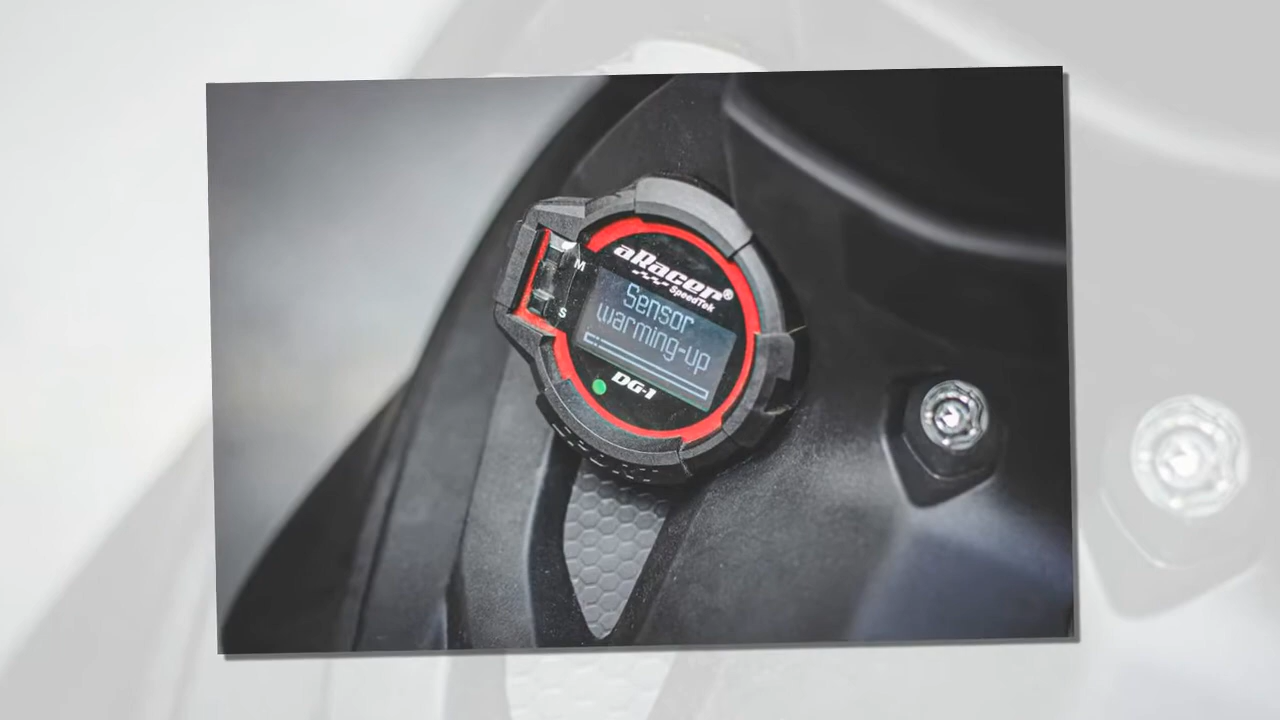 aRacer®
SpeedTek
M
Sensor
warming-up
S
DG-1